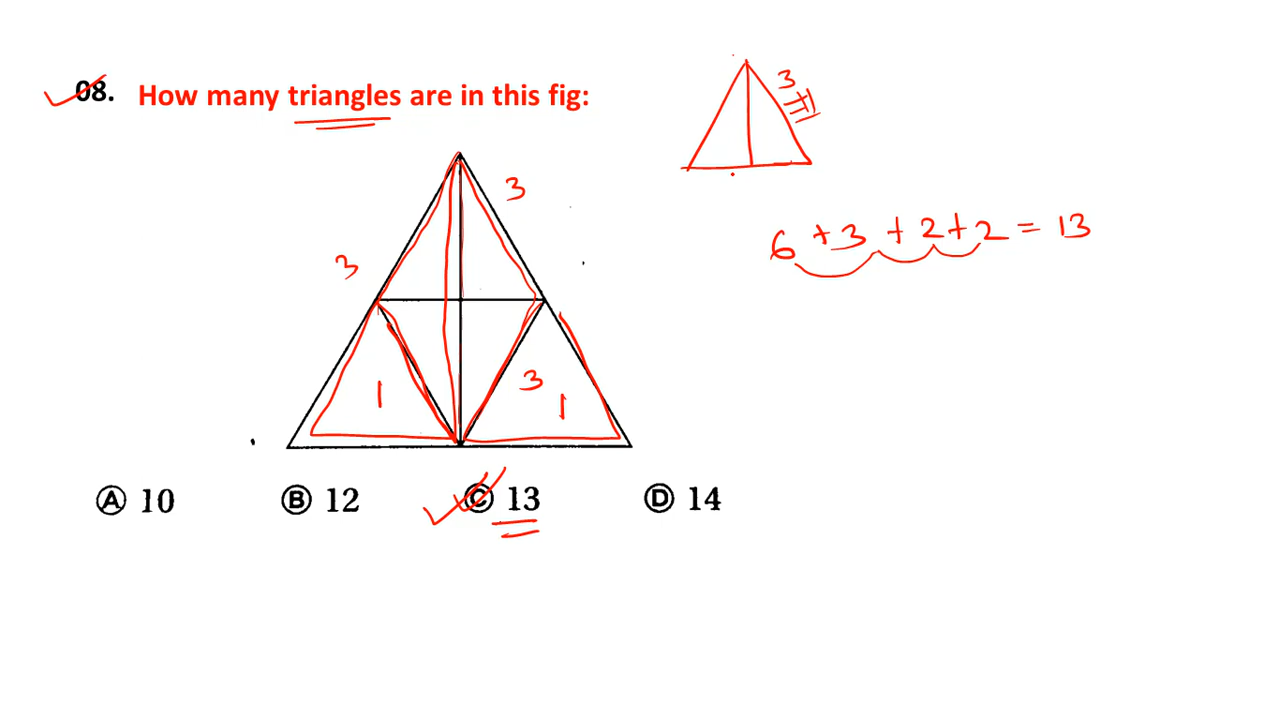 08. How many triangles are in this fig:
3
3
3
6 + 3 + 2 + 2 = 13
3
1
1
Ⓐ 10 Ⓑ 12 Ⓒ 13 Ⓓ 14